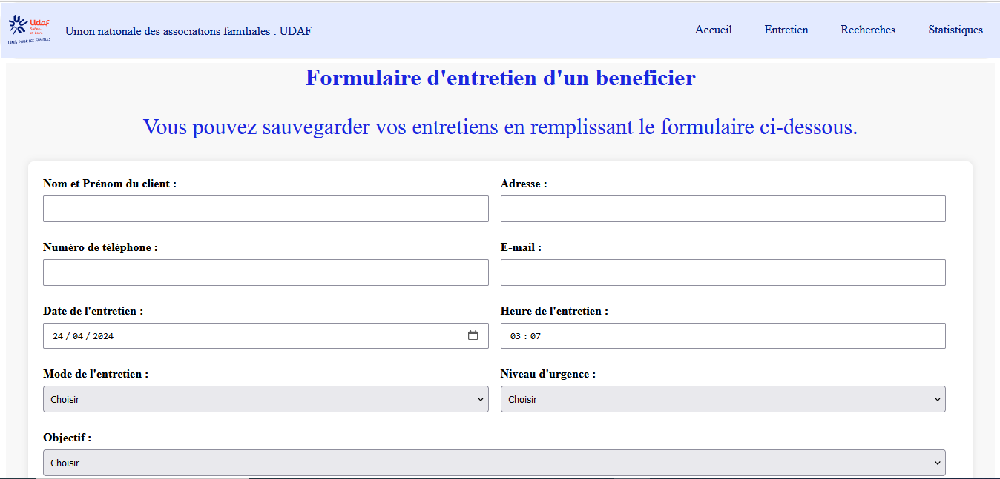 Udaf
Saône-
et-Loire
Unis pour les familles
Union nationale des associations familiales : UDAF
Accueil
Entretien
Recherches
Statistiques
Formulaire d'entretien d'un beneficier
Vous pouvez sauvegarder vos entretiens en remplissant le formulaire ci-dessous.
Nom et Prénom du client :
Adresse :
Numéro de téléphone :
E-mail :
Date de l'entretien :
Heure de l'entretien :
24 / 04 / 2024
03 : 07
Mode de l'entretien :
Niveau d'urgence :
Choisir
Choisir
Objectif :
Choisir